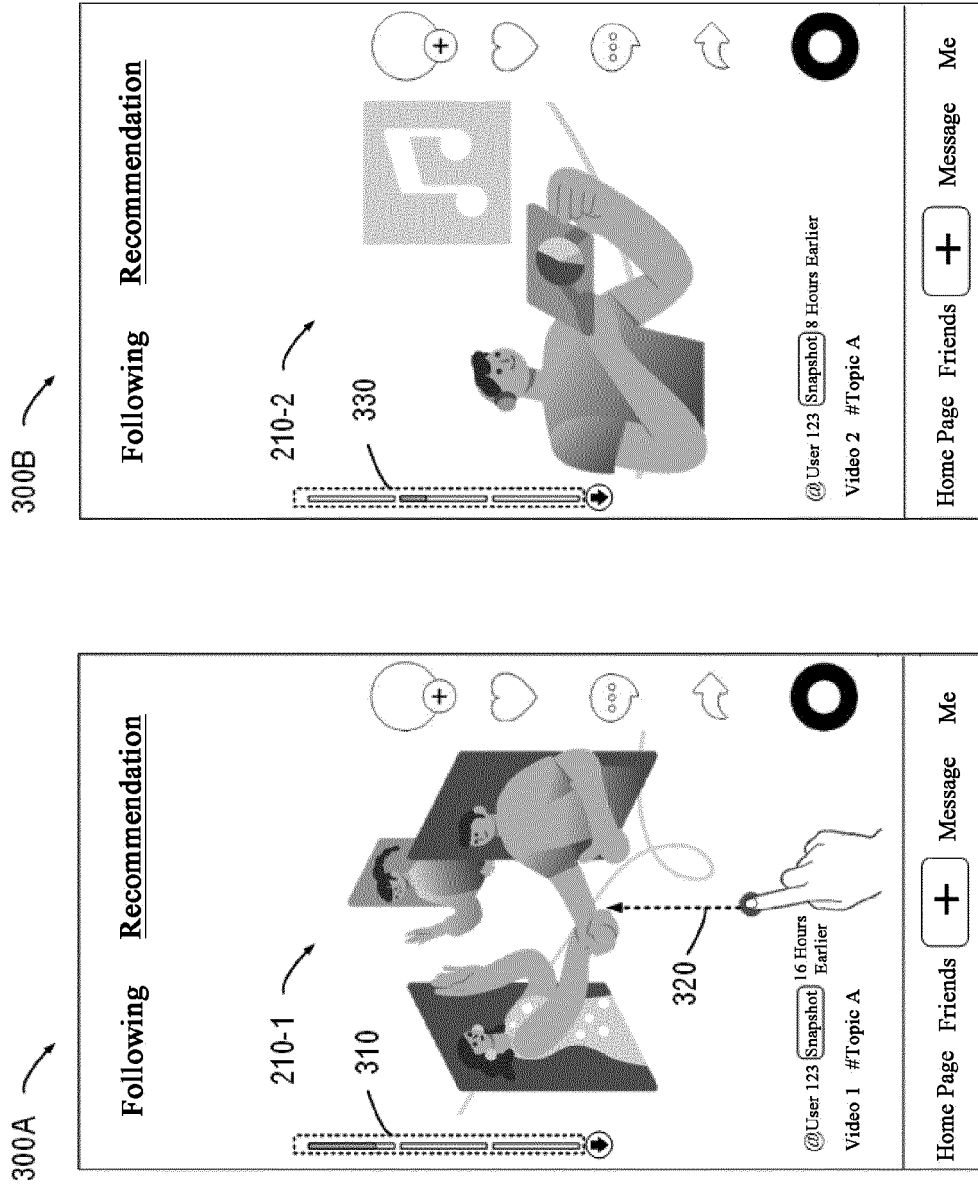 300A
Following Recommendation
210-1
310
320
@User 123 Snapshot 16 Hours
Earlier
Video 1 #Topic A
Home Page Friends + Message Me
300B
Following Recommendation
210-2
330
@User 123 Snapshot 8 Hours Earlier
Video 2 #Topic A
Home Page Friends + Message Me